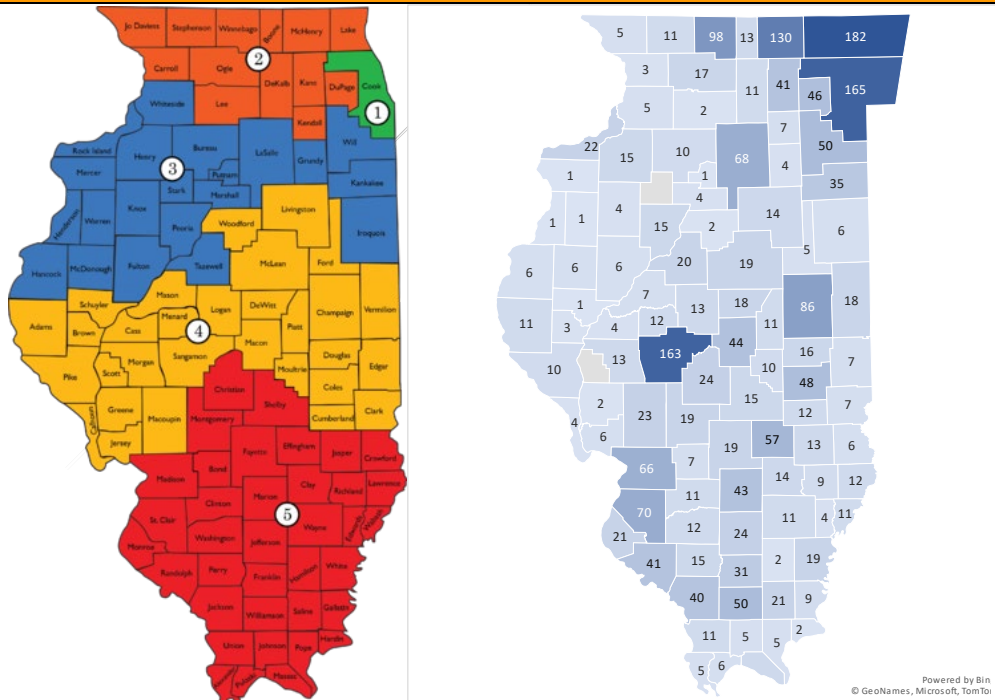 Jo Daviess Stephenson Winnebago Boone McHenry Lake
Carroll Ogle DeKalb Kane DuPage Cook
Whiteside Lee Kendall Will
Rock Island Henry Bureau LaSalle Grundy
Mercer Putnam Kankakee
Stark Marshall
Henderson Warren Knox Peoria Woodford Livingston Iroquois
Hancock McDonough Fulton Tazewell McLean Ford
Schuyler Mason Logan DeWitt Champaign Vermilion
Adams Brown Cass Menard Piatt
Macon
Pike Scott Morgan Sangamon Moultrie Douglas Edgar
Coles
Calhoun Greene Macoupin Christian Shelby Cumberland Clark
Jersey Montgomery
Fayette Effingham Jasper Crawford
Madison Bond Clay Richland Lawrence
Clinton Marion
St. Clair Washington Jefferson Wayne Edwards Wabash
Monroe
Randolph Perry Franklin Hamilton White
Jackson Williamson Saline Gallatin
Union Johnson Pope Hardin
Pulaski Massac
2
1
3
4
5
5 11 98 13 130 182
3 17 11 41 46 165
5 2 7 50
22 15 10 68 4
1 1 35
4
1 1 4 15 2 14 5 6
6 6 6 20 19
7 13 18 86 18
11 1 3 4 12 11
44
10 13 163 24 10 16 7
48
2 23 19 15 12 7
4 6
66 7 19 57 13 6
43 14 9 12
70 11
21 12 24 11 4 11
41 15 31 2 19
40 50 21 9
11 5 5 2
5 6
Powered by Bin
© GeoNames, Microsoft, TomTo